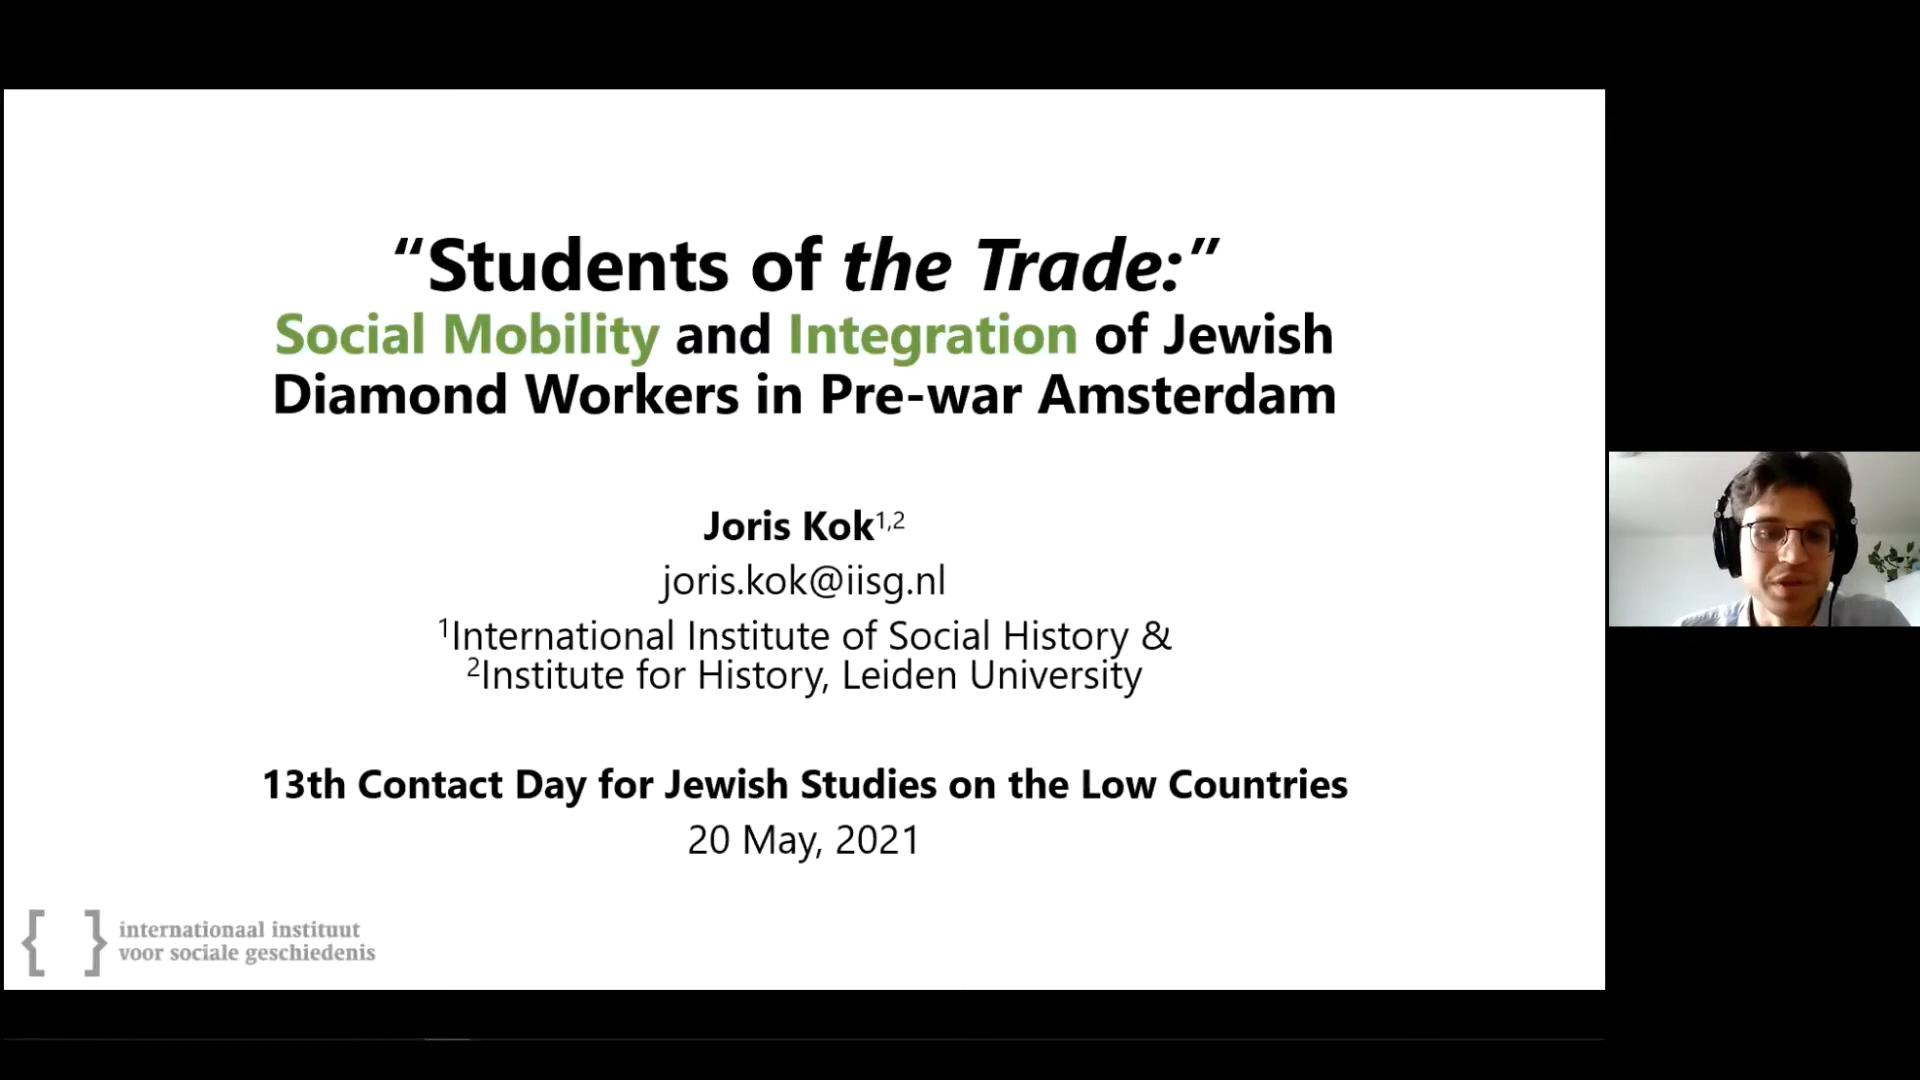 “Students of the Trade:”
Social Mobility and Integration of Jewish
Diamond Workers in Pre-war Amsterdam
Joris Kok1,2
joris.kok@iisg.nl
1International Institute of Social History &
2Institute for History, Leiden University
13th Contact Day for Jewish Studies on the Low Countries
20 May, 2021
internationaal instituut
voor sociale geschiedenis